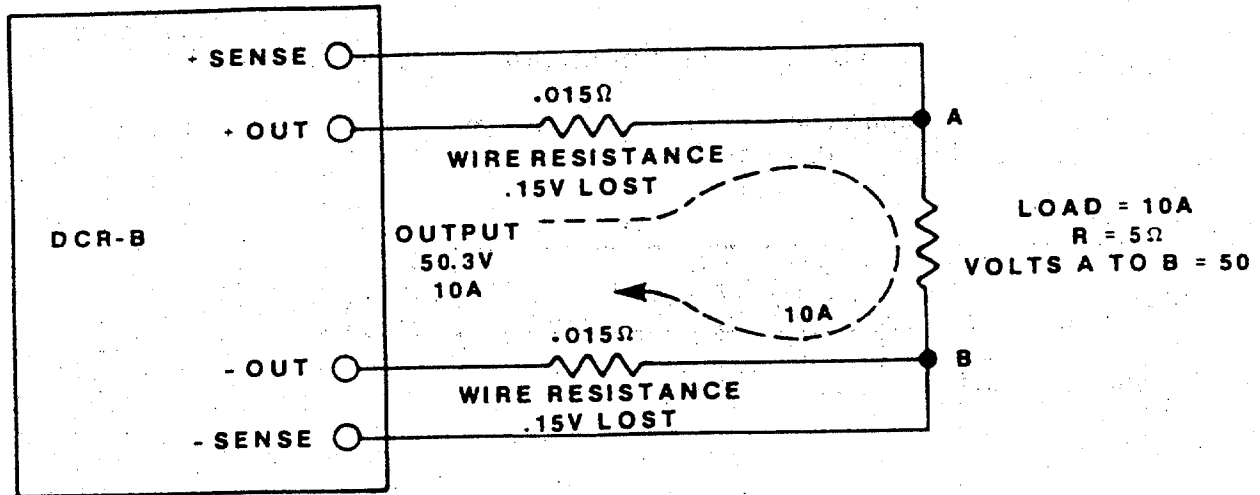 + SENSE
.015Ω
+ OUT
A
WIRE RESISTANCE
.15V LOST
LOAD = 10A
R = 5Ω
VOLTS A TO B = 50
DCR-B
OUTPUT
50.3V
10A
10A
.015Ω
- OUT
B
WIRE RESISTANCE
.15V LOST
- SENSE